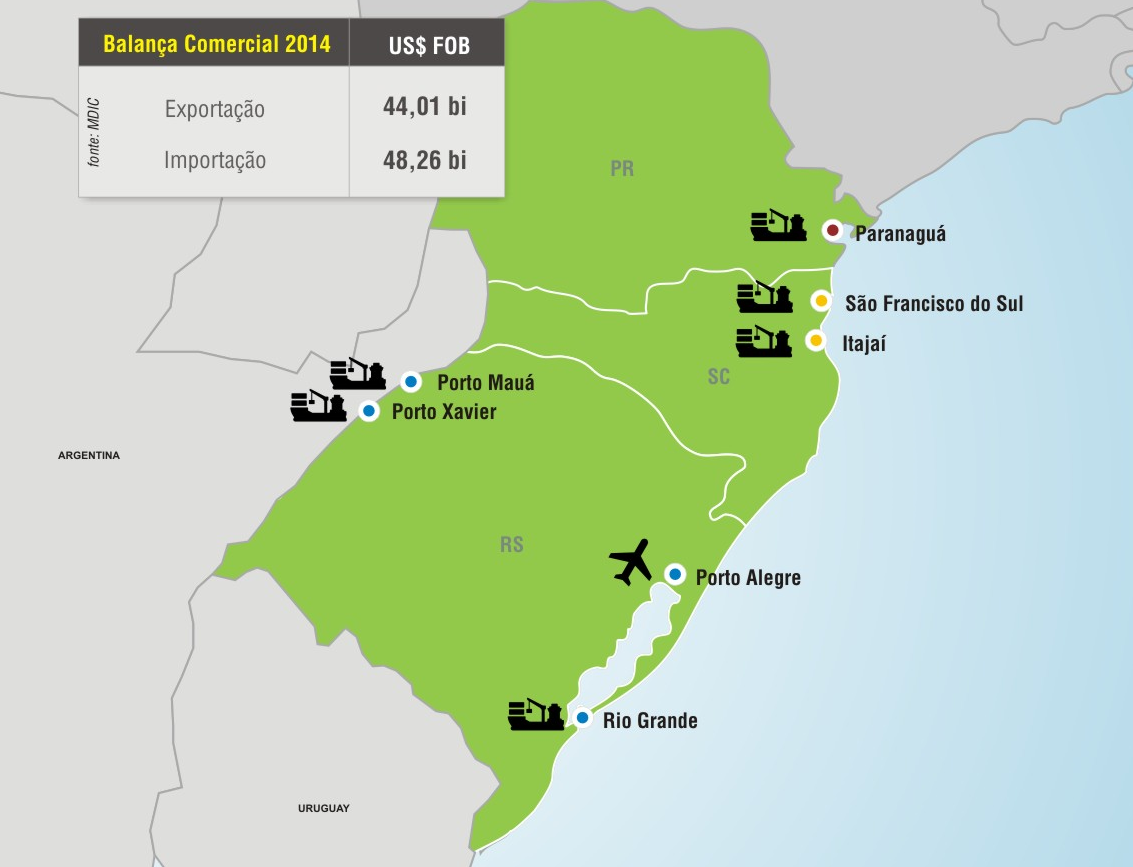 Balança Comercial 2014 US$ FOB
fonte: MDIC
Exportação 44,01 bi
Importação 48,26 bi
PR
Paranaguá
São Francisco do Sul
Itajaí
SC
Porto Mauá
Porto Xavier
ARGENTINA
RS
Porto Alegre
Rio Grande
URUGUAY